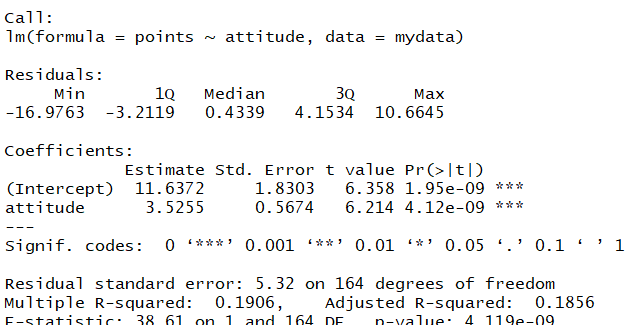 Call:
lm(formula = points ~ attitude, data = mydata)
Residuals:
Min 1Q Median 3Q Max
-16.9763 -3.2119 0.4339 4.1534 10.6645
Coefficients:
Estimate Std. Error t value Pr(>|t|)
(Intercept) 11.6372 1.8303 6.358 1.95e-09 ***
attitude 3.5255 0.5674 6.214 4.12e-09 ***
---
Signif. codes: 0 ‘***’ 0.001 ‘**’ 0.01 ‘*’ 0.05 ‘.’ 0.1 ‘ ’ 1
Residual standard error: 5.32 on 164 degrees of freedom
Multiple R-squared: 0.1906, Adjusted R-squared: 0.1856
F-statistic: 38.61 on 1 and 164 DF, p-value: 4.119e-09